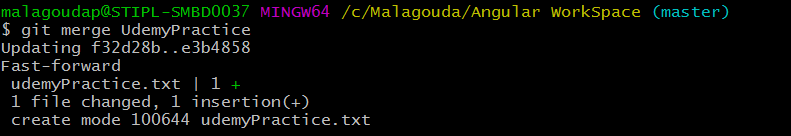 malagoudap@STIPL-SMBD0037 MINGW64 /c/Malagouda/Angular WorkSpace (master)
$ git merge UdemyPractice
Updating f32d28b..e3b4858
Fast-forward
 udemyPractice.txt | 1 +
 1 file changed, 1 insertion(+)
 create mode 100644 udemyPractice.txt